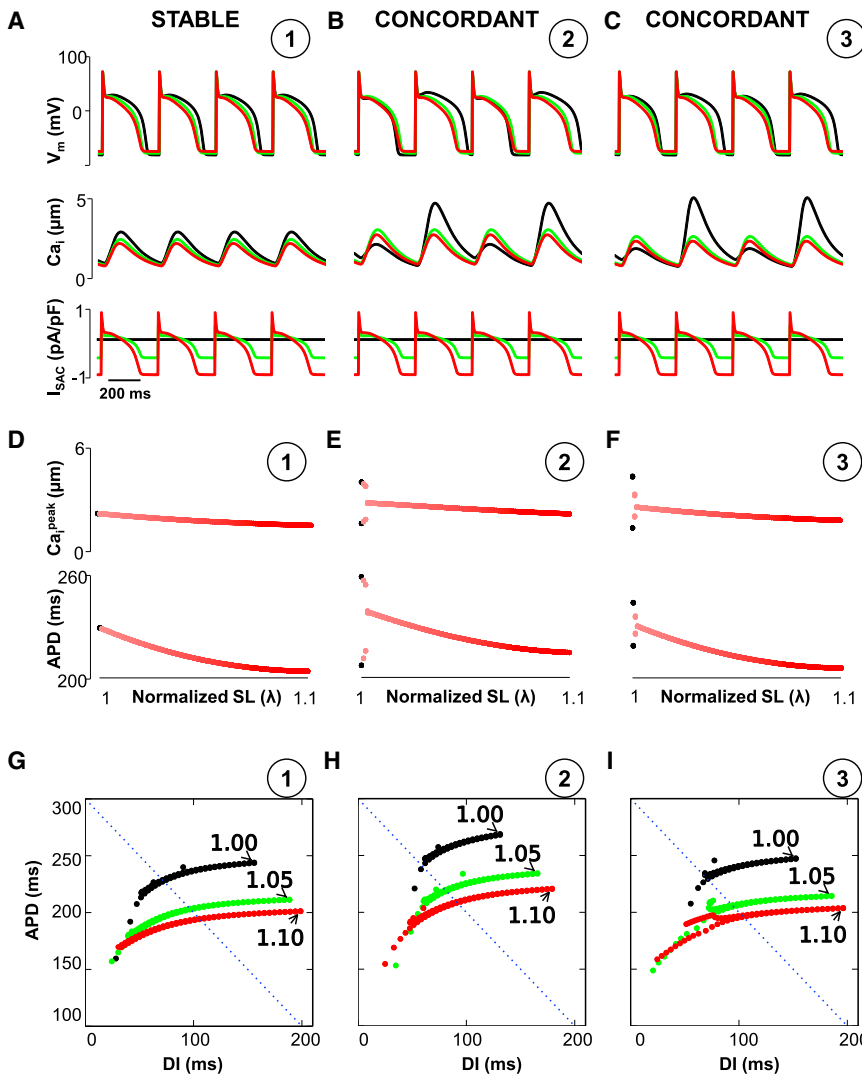 A STABLE 1 B CONCORDANT 2 C CONCORDANT 3
100
0
Vm (mV)
5
0
Cai (μm)
1
-1
ISAC (pA/pF)
200 ms
D 1 E 2 F 3
6
0
Cai^peak (μm)
260
200
APD (ms)
1 Normalized SL (λ) 1.1 1 Normalized SL (λ) 1.1 1 Normalized SL (λ) 1.1
G 1 H 2 I 3
300
250
200
150
100
APD (ms)
1.00 1.05 1.10
1.00 1.05 1.10
1.00 1.05 1.10
0 100 200 0 100 200 0 100 200
DI (ms) DI (ms) DI (ms)